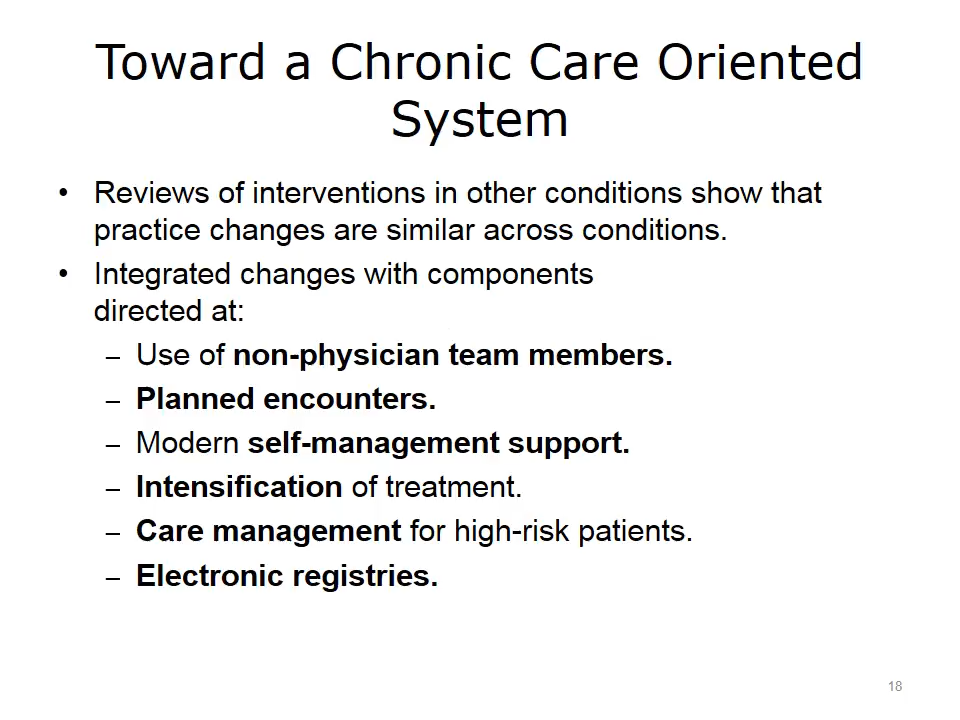 Toward a Chronic Care Oriented
System
• Reviews of interventions in other conditions show that
practice changes are similar across conditions.
• Integrated changes with components
directed at:
– Use of non-physician team members.
– Planned encounters.
– Modern self-management support.
– Intensification of treatment.
– Care management for high-risk patients.
– Electronic registries.
18